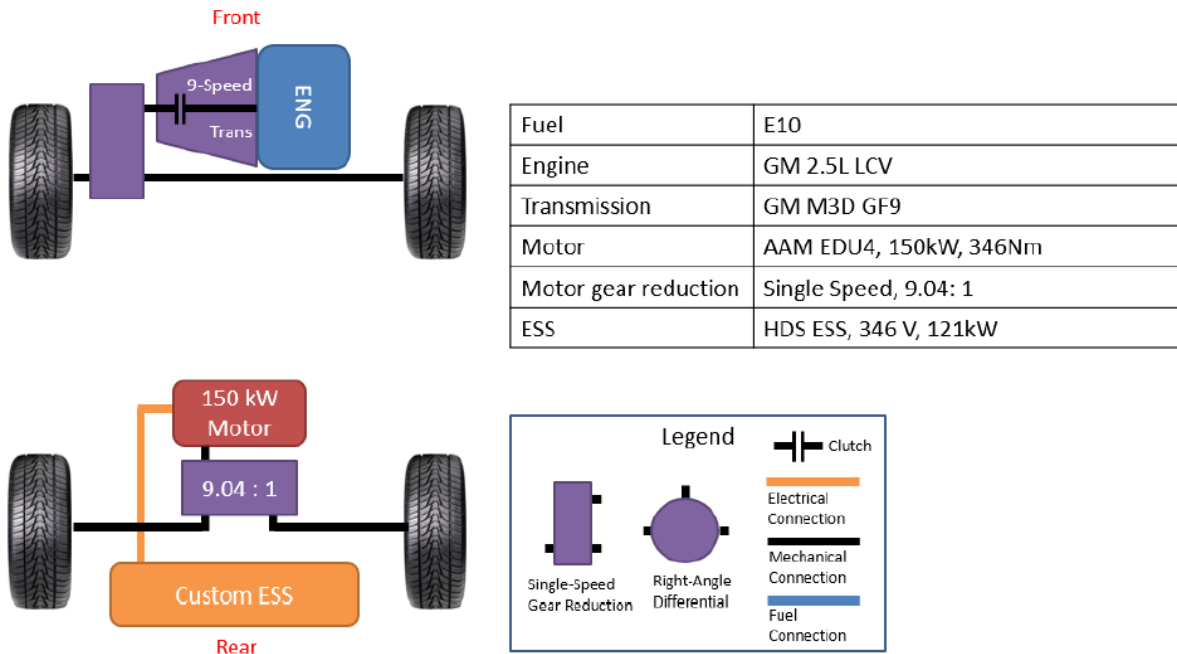 Front
9-Speed
Trans
ENG
Fuel E10
Engine GM 2.5L LCV
Transmission GM M3D GF9
Motor AAM EDU4, 150kW, 346Nm
Motor gear reduction Single Speed, 9.04: 1
ESS HDS ESS, 346 V, 121kW
150 kW
Motor
9.04 : 1
Custom ESS
Rear
Legend
Clutch
Electrical
Connection
Mechanical
Connection
Fuel
Connection
Single-Speed
Gear Reduction
Right-Angle
Differential